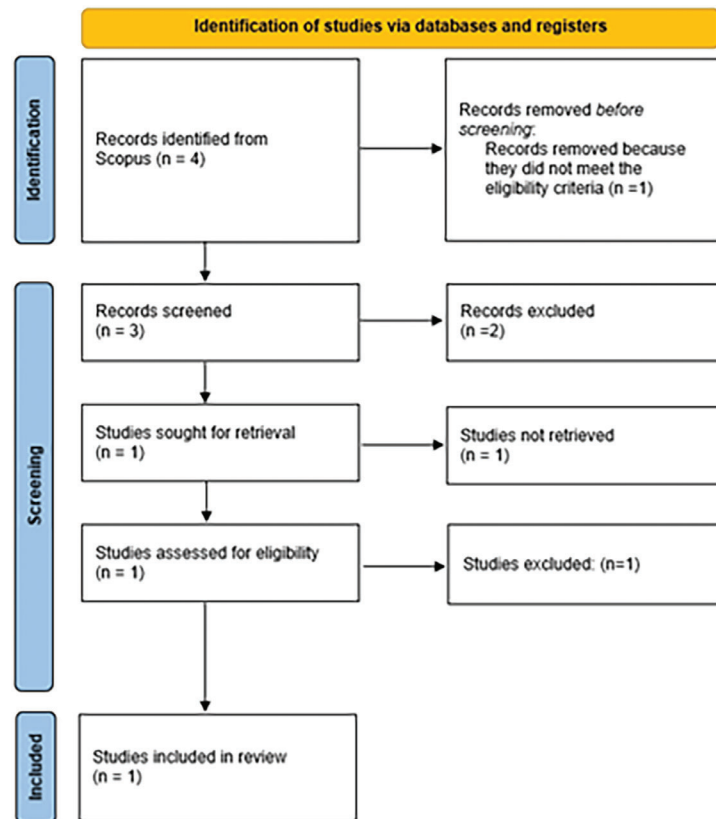 Identification of studies via databases and registers
Identification
Records identified from
Scopus (n = 4)
Records removed before
screening:
Records removed because
they did not meet the
eligibility criteria (n =1)
Screening
Records screened
(n = 3)
Records excluded
(n =2)
Studies sought for retrieval
(n = 1)
Studies not retrieved
(n = 1)
Studies assessed for eligibility
(n = 1)
Studies excluded: (n=1)
Included
Studies included in review
(n = 1)